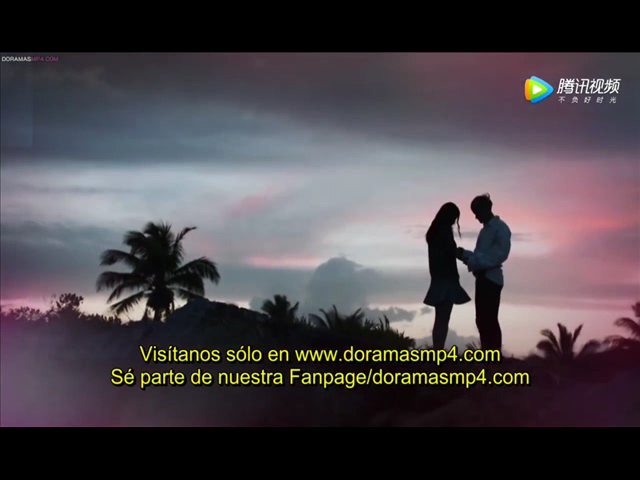 DORAMASMP4.COM
腾讯视频
不负好时光
Visítanos sólo en www.doramasmp4.com
Sé parte de nuestra Fanpage/doramasmp4.com